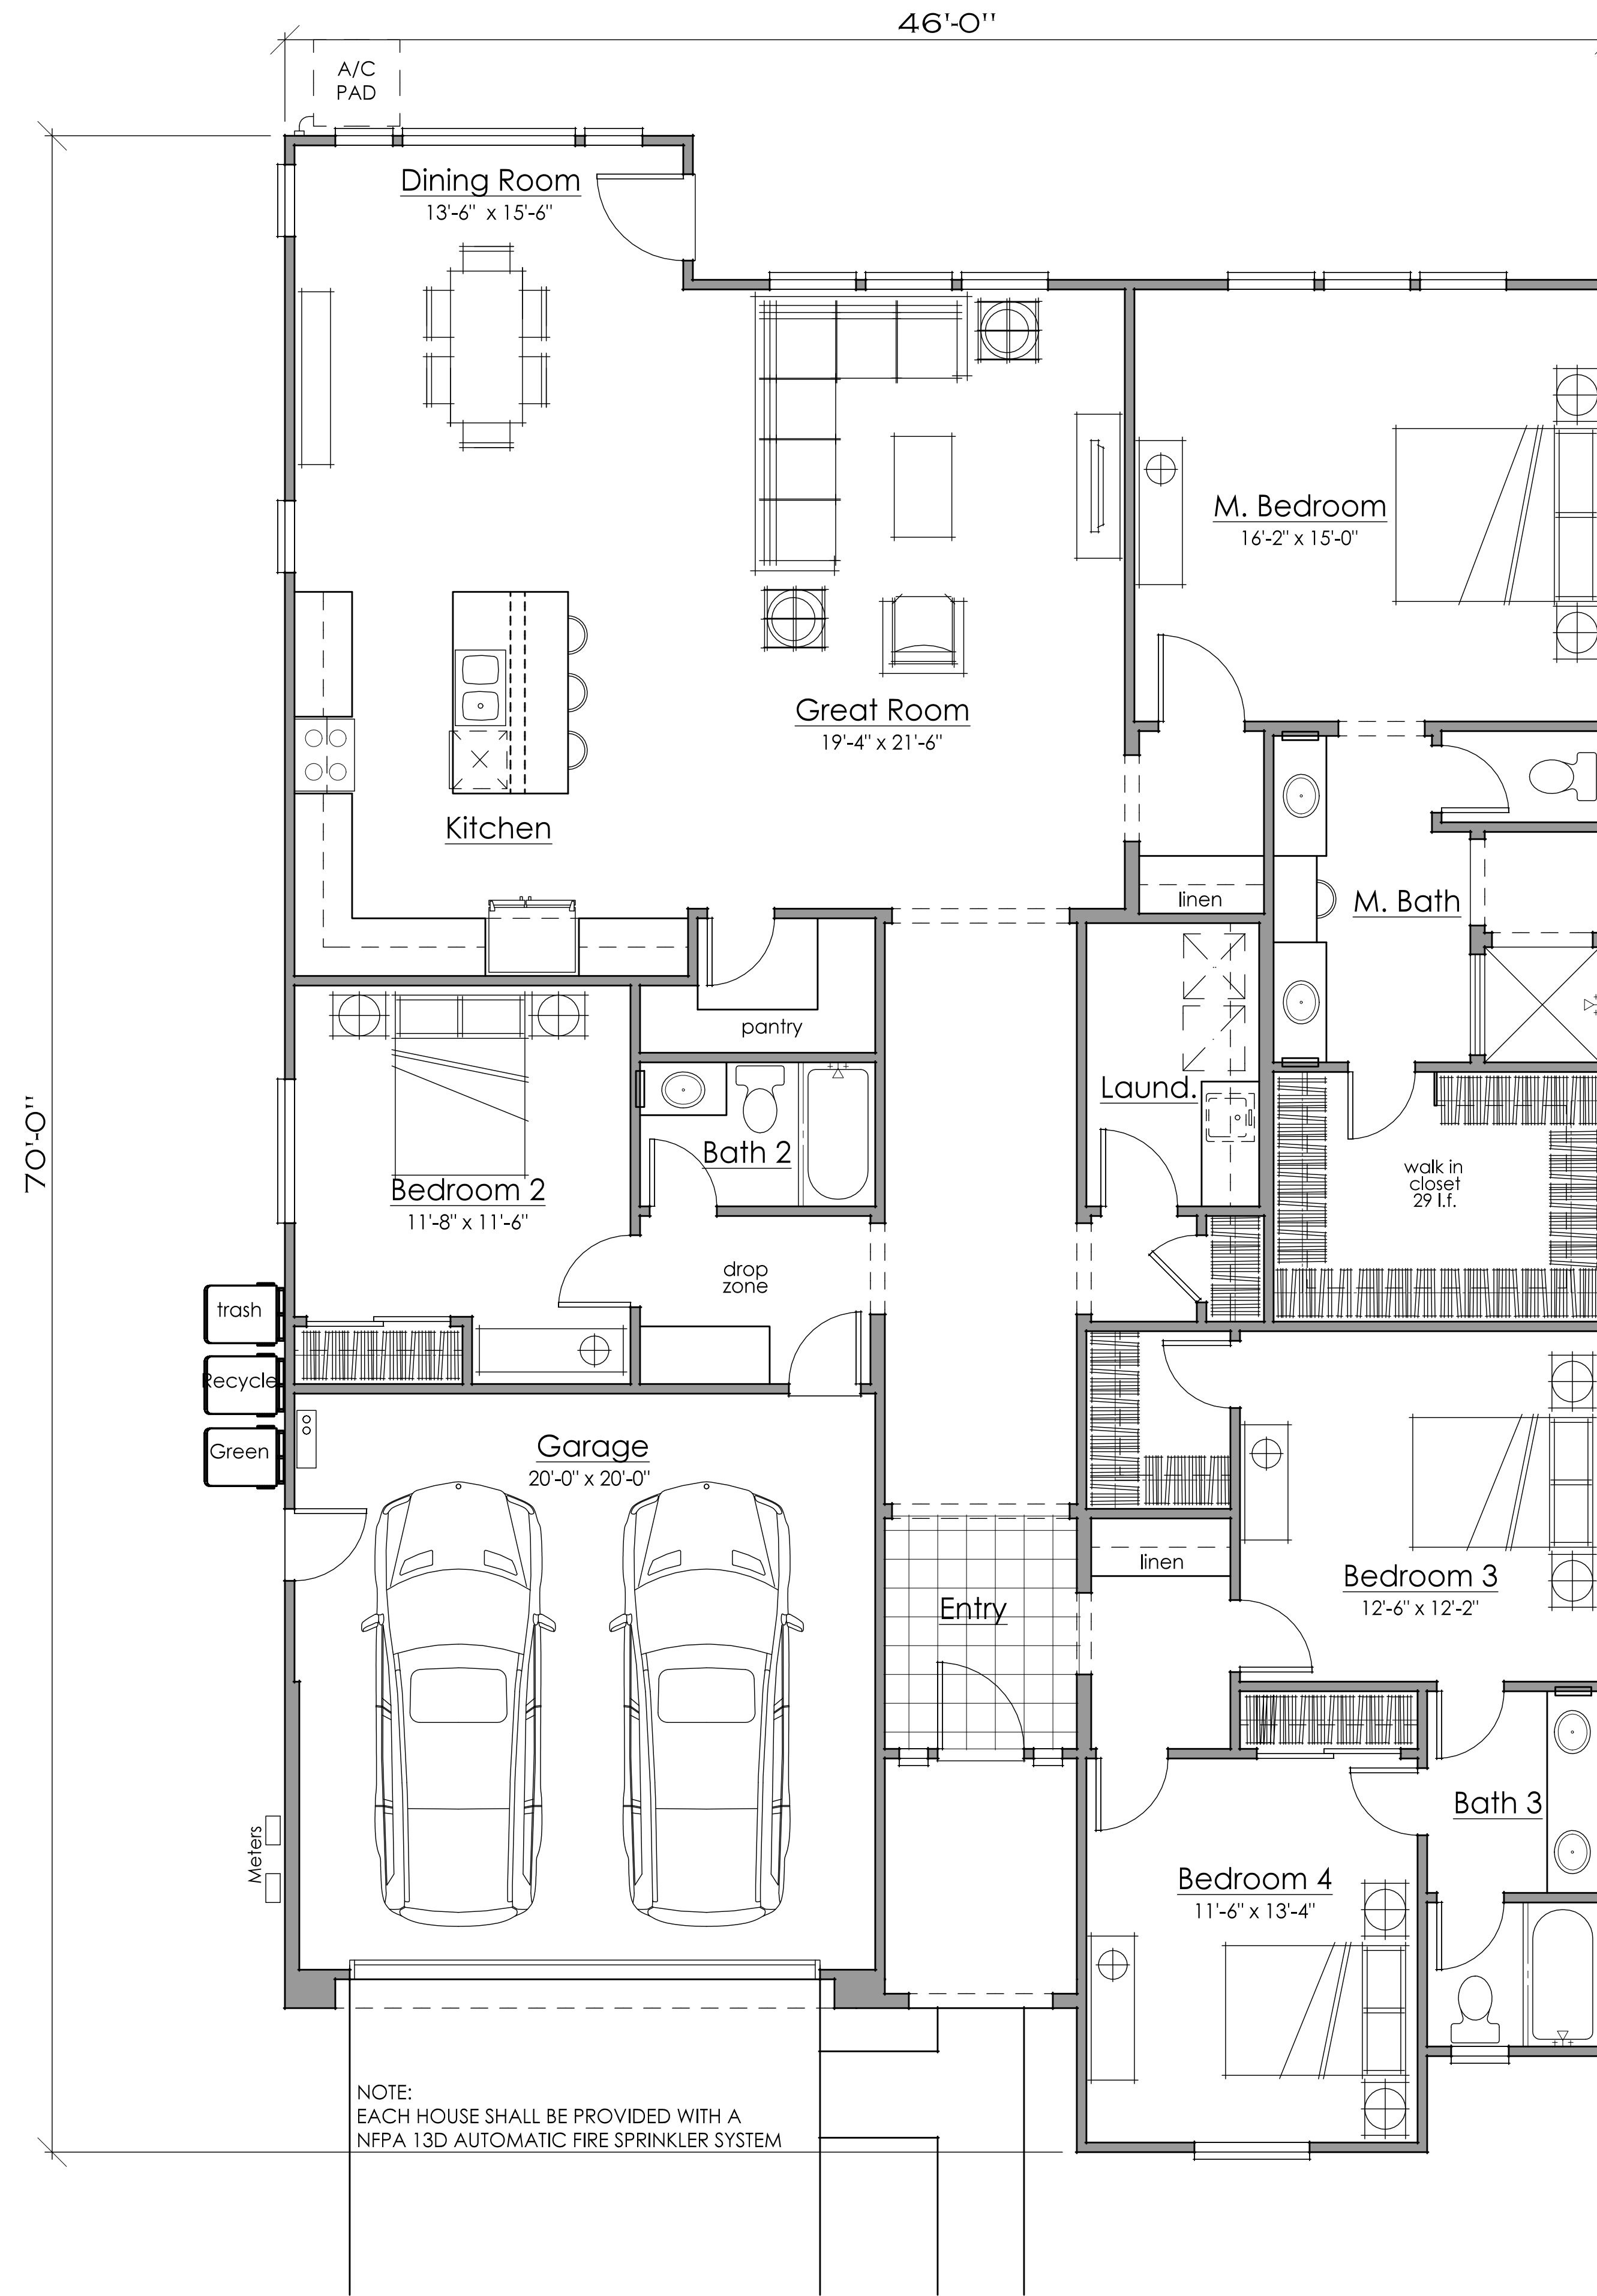 46'-0"
A/C
PAD
Dining Room
13'-6" x 15'-6"
M. Bedroom
16'-2" x 15'-0"
Great Room
19'-4" x 21'-6"
Kitchen
linen
M. Bath
pantry
70'-0"
Laund.
Bath 2
Bedroom 2
11'-8" x 11'-6"
walk in
closet
29 l.f.
drop
zone
trash
Recycle
Green
Garage
20'-0" x 20'-0"
linen
Entry
Bedroom 3
12'-6" x 12'-2"
Bath 3
Meters
Bedroom 4
11'-6" x 13'-4"
NOTE:
EACH HOUSE SHALL BE PROVIDED WITH A
NFPA 13D AUTOMATIC FIRE SPRINKLER SYSTEM